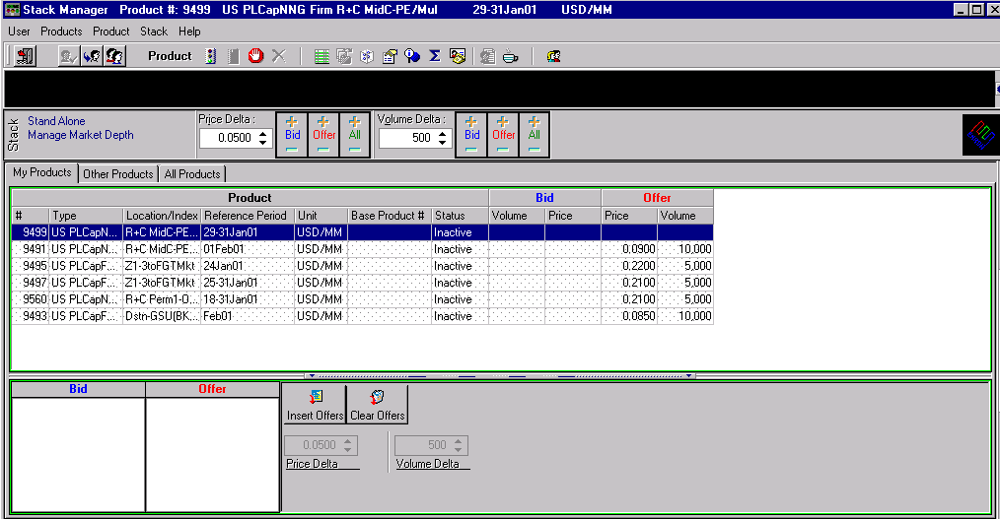 Stack Manager Product #: 9499 US PLCapNNG Firm R+C MidC-PE/Mul 29-31Jan01 USD/MM
User Products Product Stack Help
Product Σ
Stack
Stand Alone
Manage Market Depth
Price Delta :
0.0500
Bid Offer All
Volume Delta :
500
Bid Offer All
My Products Other Products All Products
Product Bid Offer
# Type Location/Index Reference Period Unit Base Product # Status Volume Price Price Volume
9499 US PLCapN... R+C MidC-PE... 29-31Jan01 USD/MM Inactive
9491 US PLCapN... R+C MidC-PE... 01Feb01 USD/MM Inactive 0.0900 10,000
9495 US PLCapF... Z1-3toFGTMkt 24Jan01 USD/MM Inactive 0.2200 5,000
9497 US PLCapF... Z1-3toFGTMkt 25-31Jan01 USD/MM Inactive 0.2100 5,000
9560 US PLCapN... R+C Perm1-O... 18-31Jan01 USD/MM Inactive 0.2100 5,000
9493 US PLCapF... Dstn-GSU(BK... Feb01 USD/MM Inactive 0.0850 10,000
Bid Offer
Insert Offers Clear Offers
0.0500 500
Price Delta Volume Delta